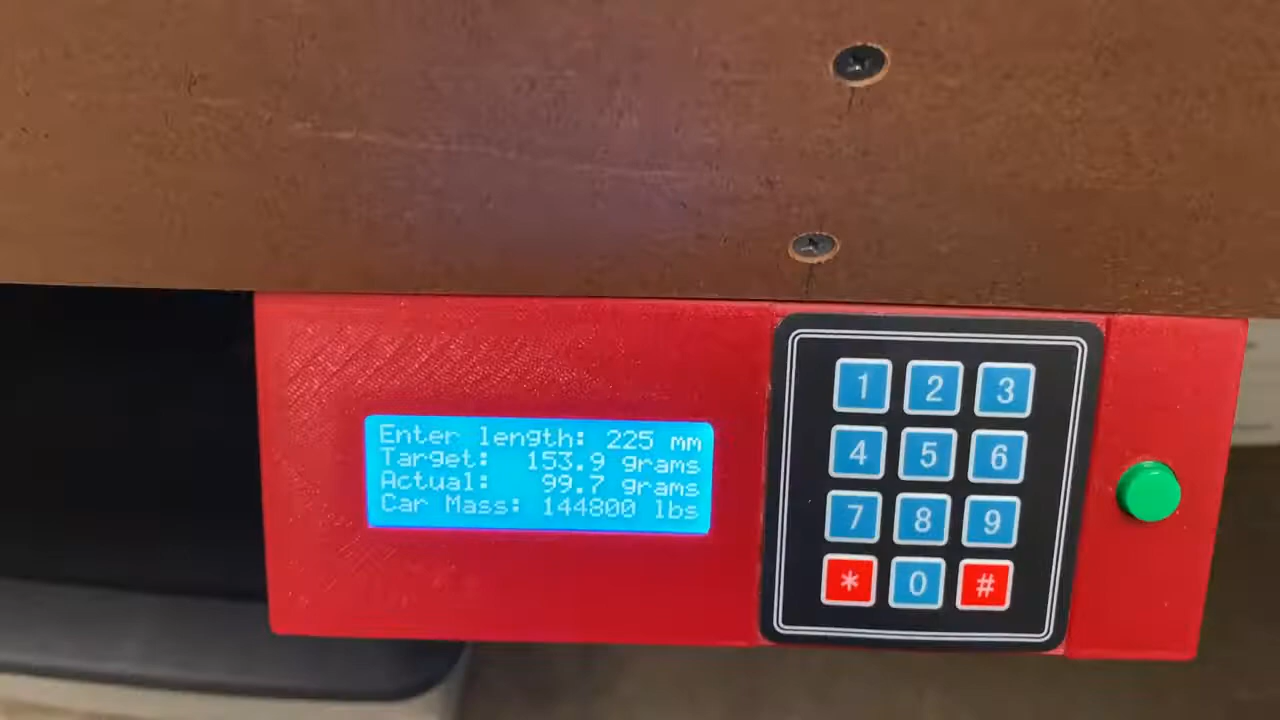 Enter length: 225 mm
Target: 153.9 grams
Actual: 99.7 grams
Car Mass: 144800 lbs
1 2 3
4 5 6
7 8 9
* 0 #